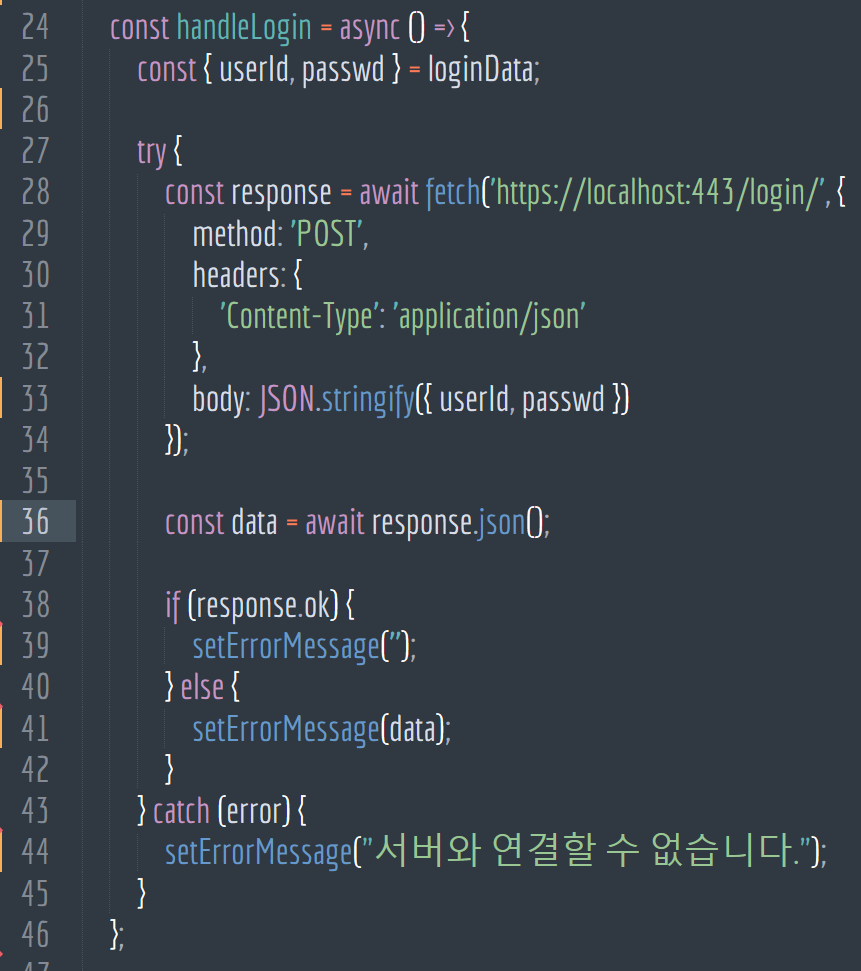 24 const handleLogin = async () => {
25 const { userId, passwd } = loginData;
26
27 try {
28 const response = await fetch('https://localhost:443/login/', {
29 method: 'POST',
30 headers: {
31 'Content-Type': 'application/json'
32 },
33 body: JSON.stringify({ userId, passwd })
34 });
35
36 const data = await response.json();
37
38 if (response.ok) {
39 setErrorMessage('');
40 } else {
41 setErrorMessage(data);
42 }
43 } catch (error) {
44 setErrorMessage("서버와 연결할 수 없습니다.");
45 }
46 };
47